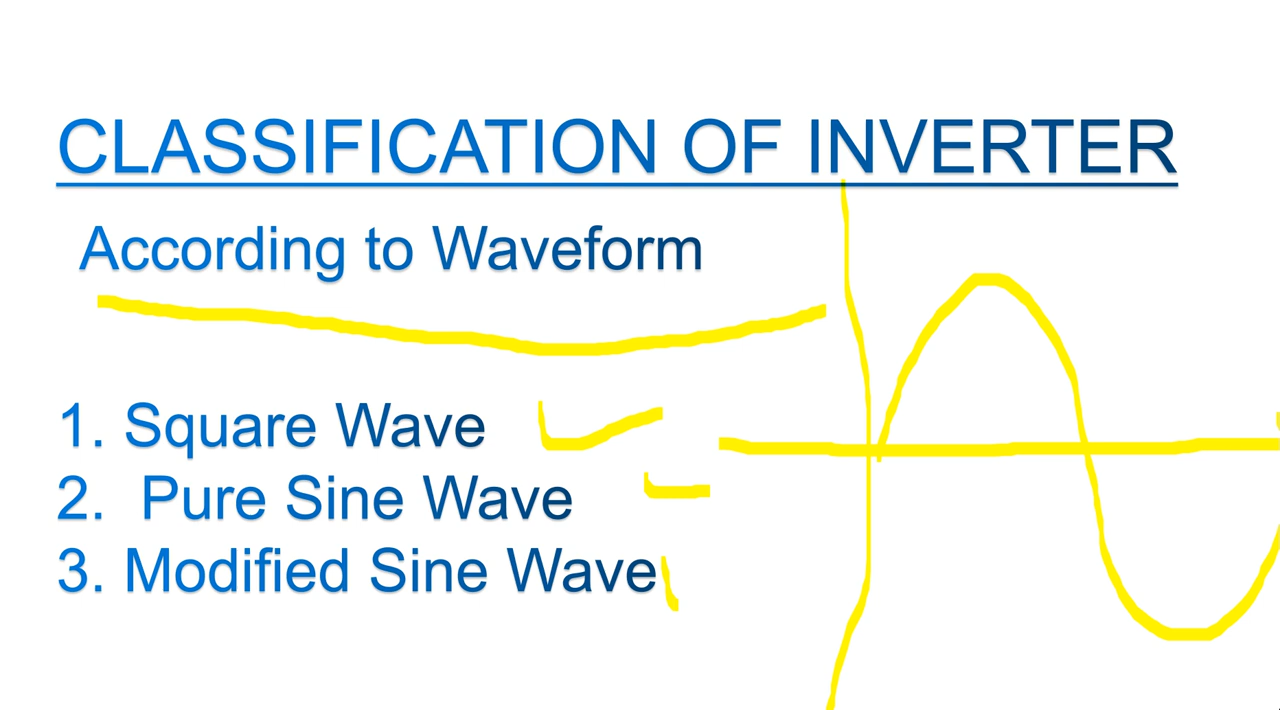 CLASSIFICATION OF INVERTER
According to Waveform
1. Square Wave
2. Pure Sine Wave
3. Modified Sine Wave